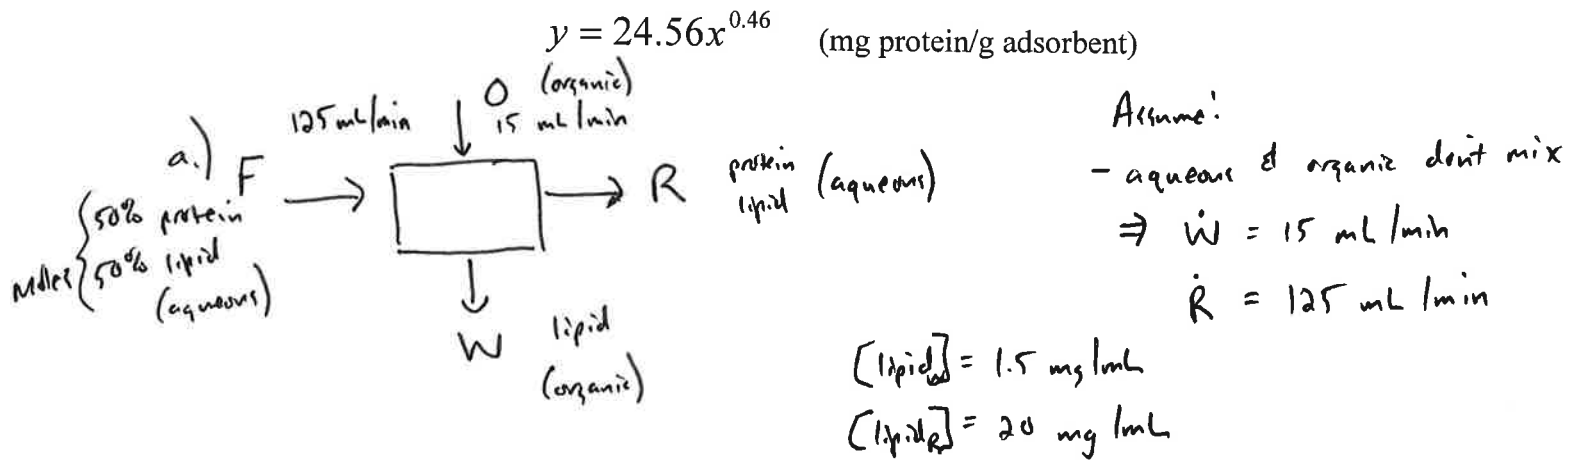 y = 24.56x^0.46 (mg protein/g adsorbent)
a.) F 125 mL/min O (organic)
15 mL/min
moles { 50% protein
50% lipid
(aqueous)
R protein
lipid (aqueous)
W lipid
(organic)
Assume:
- aqueous & organic don't mix
⇒ Ẇ = 15 mL/min
Ṙ = 125 mL/min
[lipid_W] = 1.5 mg/mL
[lipid_R] = 20 mg/mL